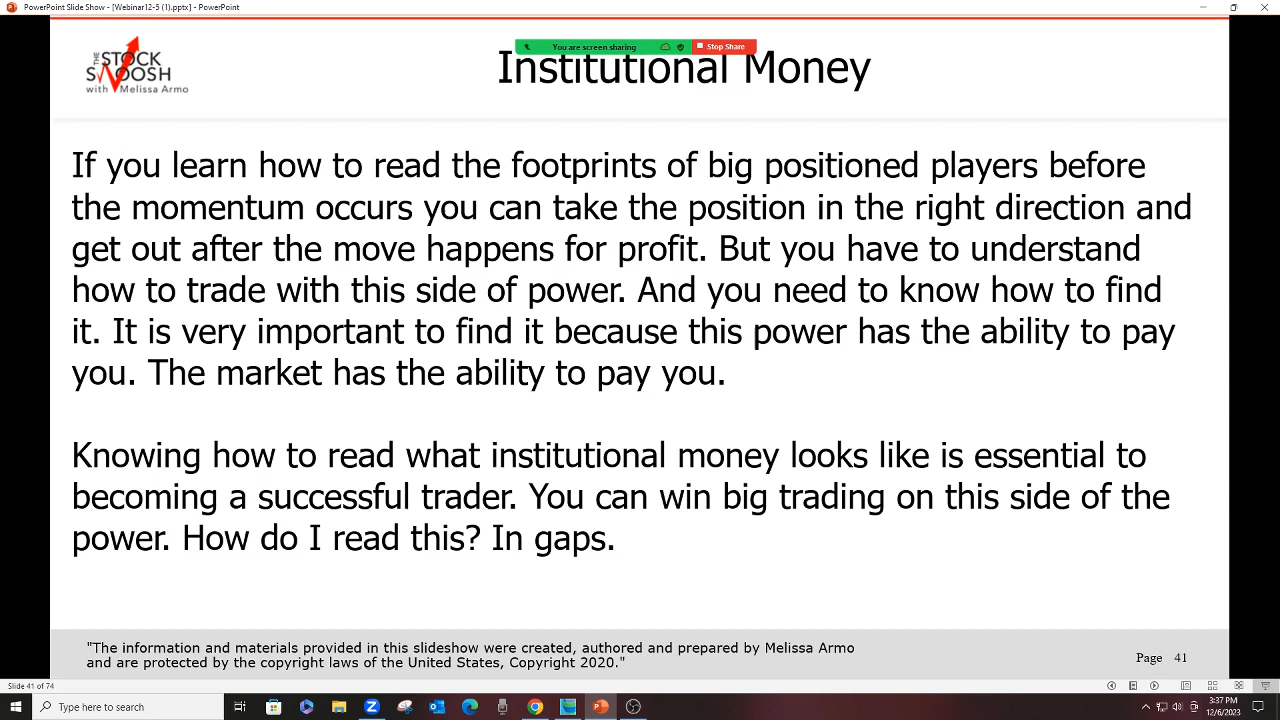 PowerPoint Slide Show - [Webinar12-5 (1).pptx] - PowerPoint
You are screen sharing
Stop Share
THE STOCK
SWOOSH
with Melissa Armo
Institutional Money
If you learn how to read the footprints of big positioned players before
the momentum occurs you can take the position in the right direction and
get out after the move happens for profit. But you have to understand
how to trade with this side of power. And you need to know how to find
it. It is very important to find it because this power has the ability to pay
you. The market has the ability to pay you.
Knowing how to read what institutional money looks like is essential to
becoming a successful trader. You can win big trading on this side of the
power. How do I read this? In gaps.
"The information and materials provided in this slideshow were created, authored and prepared by Melissa Armo
and are protected by the copyright laws of the United States, Copyright 2020."
Page 41
Slide 41 of 74
Type here to search
3:37 PM
12/6/2023